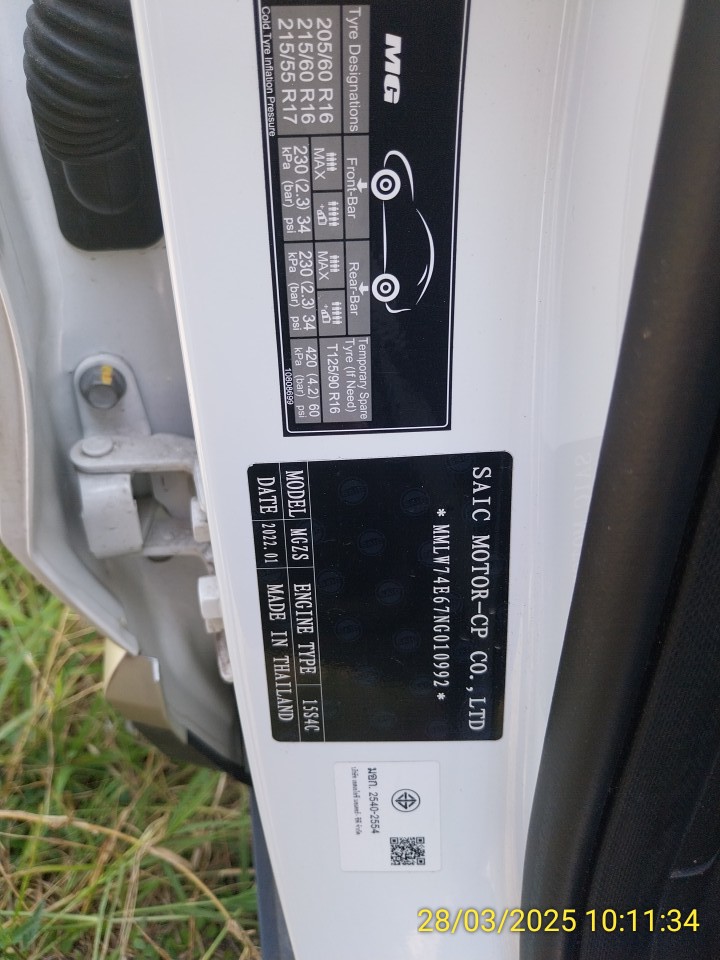 MG
Tyre Designations Front-Bar Rear-Bar Temporary Spare Tyre (If Need)
MAX MAX T125/90 R16
205/60 R16
215/60 R16
215/55 R17
230 (2.3) 34 230 (2.3) 34 420 (4.2) 60
kPa (bar) psi kPa (bar) psi kPa (bar) psi
Cold Tyre Inflation Pressure
10808699
SAIC MOTOR-CP CO.,LTD
*MMLW74E67NG010992*
MODEL MGZS ENGINE TYPE 15S4C
DATE 2022.01 MADE IN THAILAND
มอก. 2540-2554
28/03/2025 10:11:34